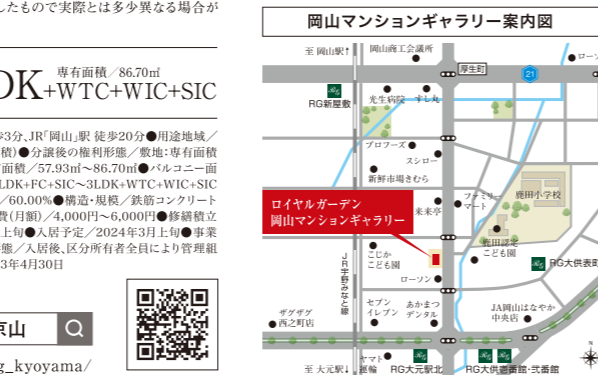 したもので実際とは多少異なる場合が
DK+WTC+WIC+SIC
専有面積／86.70㎡
歩3分、JR「岡山」駅 徒歩20分●用途地域／
積)●分譲後の権利形態／敷地:専有面積
面積／57.93㎡～86.70㎡●バルコニー面
LDK+FC+SIC～3LDK+WTC+WIC+SIC
／60.00%●構造・規模／鉄筋コンクリート
費(月額)／4,000円～6,000円●修繕積立
上旬●入居予定／2024年3月上旬●事業
態／入居後、区分所有者全員により管理組
3年4月30日
京山
g_kyoyama/
岡山マンションギャラリー案内図
至 岡山駅↑
岡山商工会議所
厚生町
21
ロー
RG新屋敷
光生病院
すし丸
プロフーズ
スシロー
新鮮市場きむら
ロイヤルガーデン
岡山マンションギャラリー
来来亭
ファミリー
マート
鹿田小学校
鹿田認定
こども園
こじか
こども園
JR宇野みなと線
ローソン
RG大供表町
セブン
イレブン
あかまつ
デンタル
JA岡山はなやか
中央店
ザグザグ
西之町店
至 大元駅↓
ヤマト
運輸
RG大元駅北
RG大供壱番館・弐番館
N